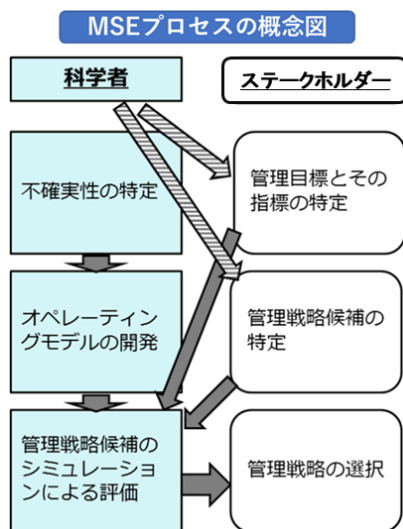 MSEプロセスの概念図
科学者
ステークホルダー
不確実性の特定
管理目標とその
指標の特定
オペレーティン
グモデルの開発
管理戦略候補の
特定
管理戦略候補の
シミュレーショ
ンによる評価
管理戦略の選択